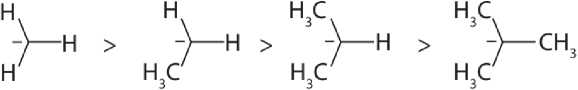 H H H₃C H₃C
− H > − H > − H > − CH₃
H H₃C H₃C H₃C